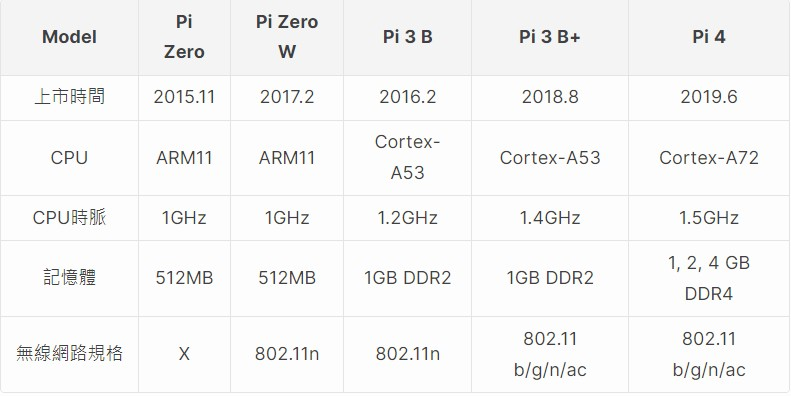 Model Pi Zero Pi Zero W Pi 3 B Pi 3 B+ Pi 4
上市時間 2015.11 2017.2 2016.2 2018.8 2019.6
CPU ARM11 ARM11 Cortex-A53 Cortex-A53 Cortex-A72
CPU時脈 1GHz 1GHz 1.2GHz 1.4GHz 1.5GHz
記憶體 512MB 512MB 1GB DDR2 1GB DDR2 1, 2, 4 GB DDR4
無線網路規格 X 802.11n 802.11n 802.11 b/g/n/ac 802.11 b/g/n/ac